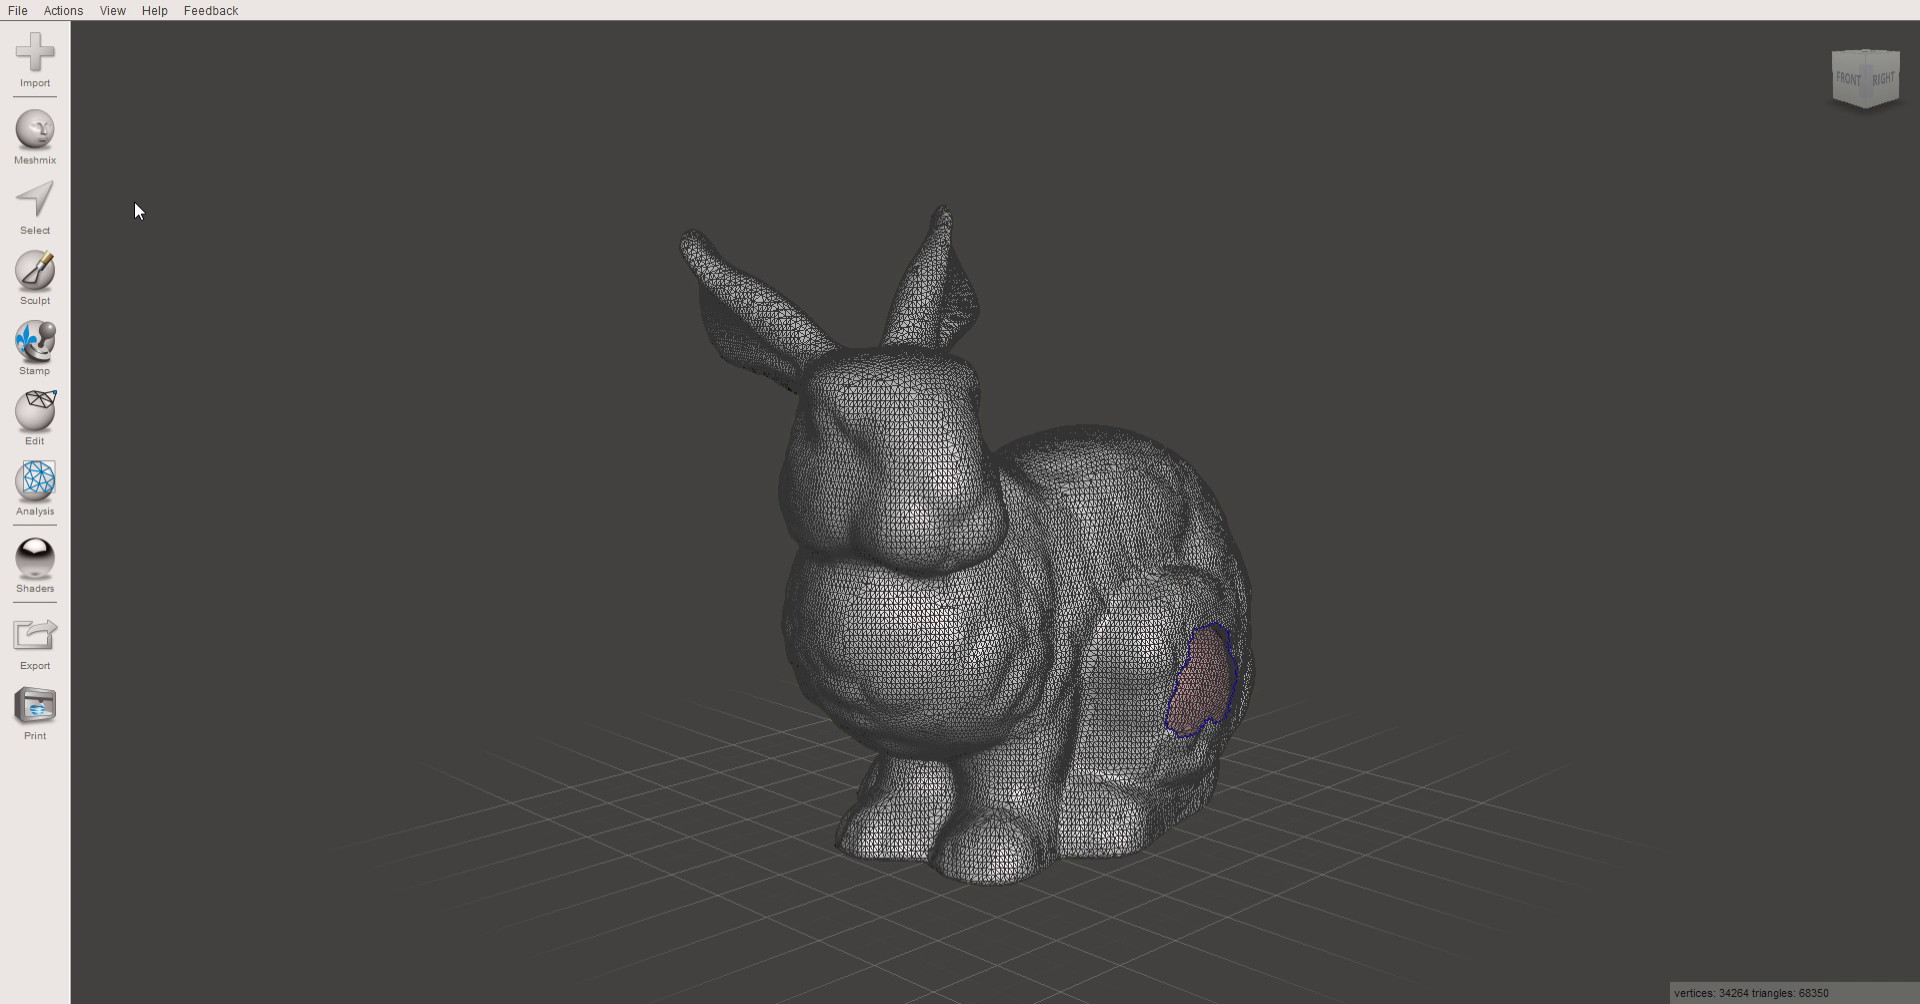 File Actions View Help Feedback
Import
Meshmix
Select
Sculpt
Stamp
Edit
Analysis
Shaders
Export
Print
FRONT RIGHT
vertices: 34264 triangles: 68350